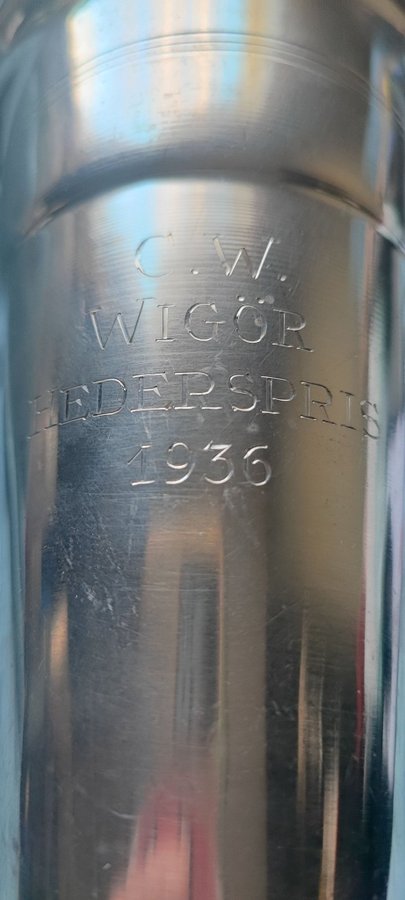 C.W.
WIGÖR
HEDERSPRIS
1936